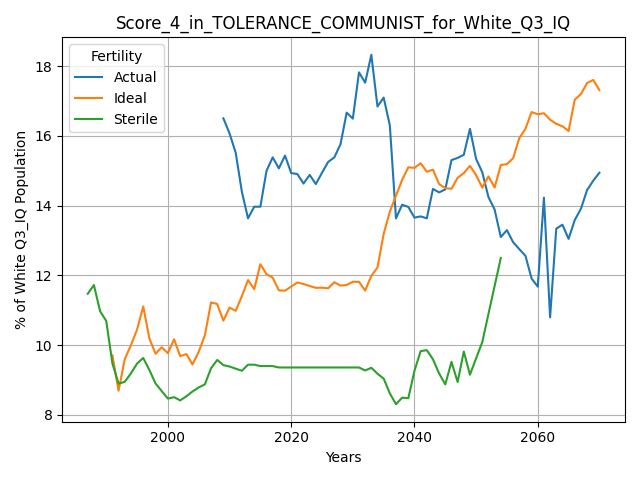 Score_4_in_TOLERANCE_COMMUNIST_for_White_Q3_IQ
Fertility
Actual
Ideal
Sterile
% of White Q3_IQ Population
18
16
14
12
10
8
2000
2020
2040
2060
Years